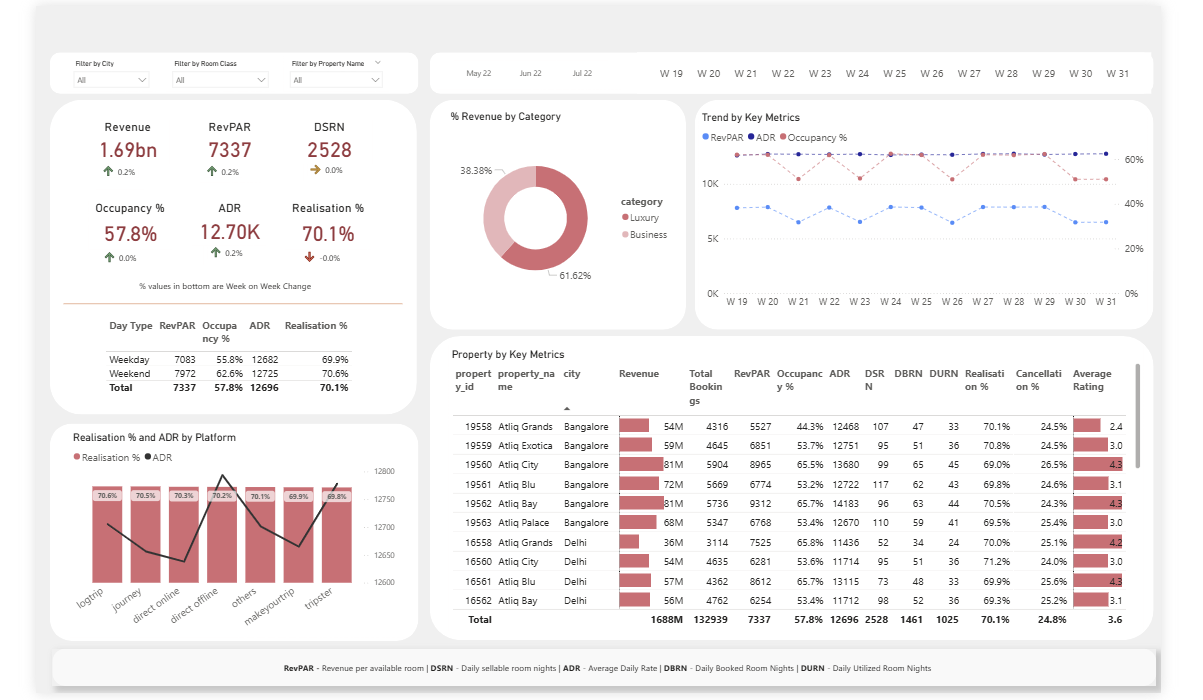 Filter by City
Filter by Room Class
Filter by Property Name
All
All
All
May 22 Jun 22 Jul 22 W 19 W 20 W 21 W 22 W 23 W 24 W 25 W 26 W 27 W 28 W 29 W 30 W 31
Revenue
1.69bn
0.2%
RevPAR
7337
0.2%
DSRN
2528
0.0%
Occupancy %
57.8%
0.0%
ADR
12.70K
0.2%
Realisation %
70.1%
-0.0%
% values in bottom are Week on Week Change
Day Type RevPAR Occupa ADR Realisation %
ncy %
Weekday 7083 55.8% 12682 69.9%
Weekend 7972 62.6% 12725 70.6%
Total 7337 57.8% 12696 70.1%
Realisation % and ADR by Platform
Realisation % ADR
12800
12750
12700
12650
12600
70.6% 70.5% 70.3% 70.2% 70.1% 69.9% 69.8%
logtrip
journey
direct online
direct offline
others
makeyourtrip
tripster
% Revenue by Category
38.38%
61.62%
category
Luxury
Business
Trend by Key Metrics
RevPAR ADR Occupancy %
10K
5K
0K
60%
40%
20%
0%
W 19 W 20 W 21 W 22 W 23 W 24 W 25 W 26 W 27 W 28 W 29 W 30 W 31
Property by Key Metrics
propert property_na city Revenue Total RevPAR Occupanc ADR DSR DBRN DURN Realisati Cancellati Average
y_id me Bookin y % N on % on % Rating
gs
19558 Atliq Grands Bangalore 54M 4316 5527 44.3% 12468 107 47 33 70.1% 24.5% 2.4
19559 Atliq Exotica Bangalore 59M 4645 6851 53.7% 12751 95 51 36 70.8% 24.5% 3.0
19560 Atliq City Bangalore 81M 5904 8965 65.5% 13680 99 65 45 69.0% 26.5% 4.3
19561 Atliq Blu Bangalore 72M 5669 6774 53.2% 12722 117 62 43 69.8% 24.6% 3.1
19562 Atliq Bay Bangalore 81M 5736 9312 65.7% 14183 96 63 44 70.5% 24.3% 4.3
19563 Atliq Palace Bangalore 68M 5347 6768 53.4% 12670 110 59 41 69.5% 25.4% 3.0
16558 Atliq Grands Delhi 36M 3114 7525 65.8% 11436 52 34 24 70.0% 25.1% 4.2
16560 Atliq City Delhi 54M 4635 6281 53.6% 11714 95 51 36 71.2% 24.0% 3.0
16561 Atliq Blu Delhi 57M 4362 8612 65.7% 13115 73 48 33 69.9% 25.6% 4.3
16562 Atliq Bay Delhi 56M 4762 6254 53.4% 11712 98 52 36 69.3% 25.2% 3.1
Total 1688M 132939 7337 57.8% 12696 2528 1461 1025 70.1% 24.8% 3.6
RevPAR - Revenue per available room | DSRN - Daily sellable room nights | ADR - Average Daily Rate | DBRN - Daily Booked Room Nights | DURN - Daily Utilized Room Nights